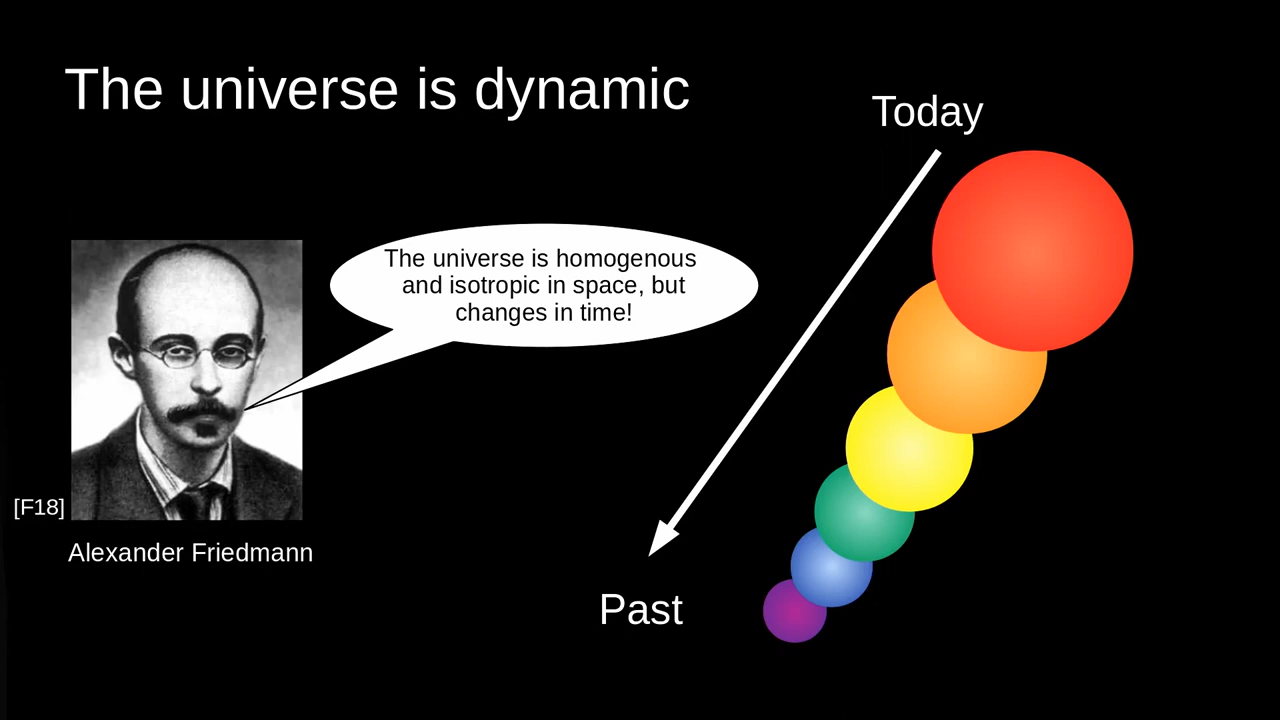 The universe is dynamic
Today
The universe is homogenous
and isotropic in space, but
changes in time!
[F18]
Alexander Friedmann
Past